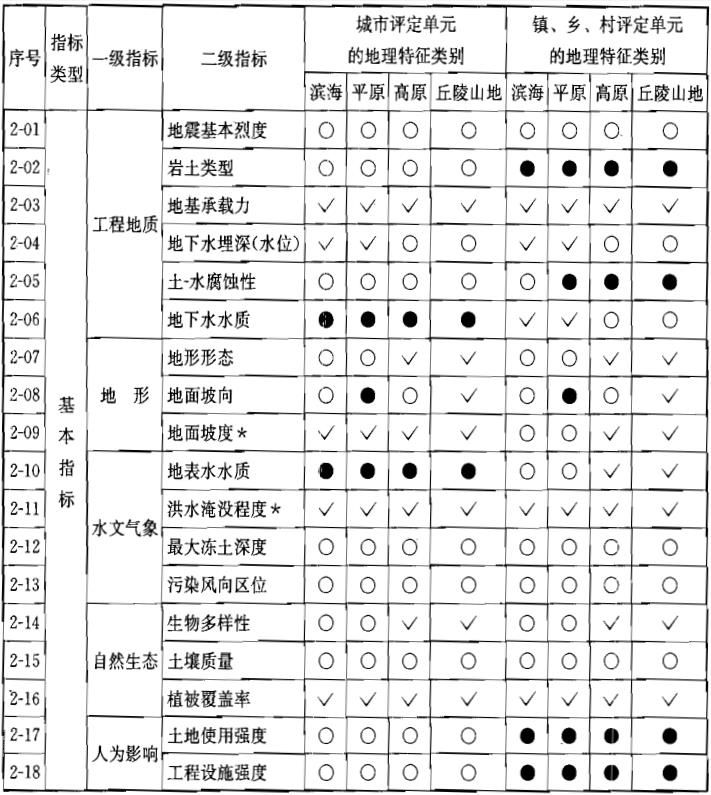 序号 指标类型 一级指标 二级指标 城市评定单元的地理特征类别 镇、乡、村评定单元的地理特征类别
滨海 平原 高原 丘陵山地 滨海 平原 高原 丘陵山地
基本指标
工程地质
2-01 地震基本烈度 ○ ○ ○ ○ ○ ○ ○ ○
2-02 岩土类型 ○ ○ ○ ○ ● ● ● ●
2-03 地基承载力 ✓ ✓ ✓ ✓ ✓ ✓ ✓ ✓
2-04 地下水埋深(水位) ✓ ✓ ○ ○ ✓ ✓ ○ ○
2-05 土-水腐蚀性 ○ ○ ○ ○ ○ ● ● ●
2-06 地下水水质 ● ● ● ● ✓ ✓ ○ ○
地 形
2-07 地形形态 ○ ○ ✓ ✓ ○ ○ ✓ ✓
2-08 地面坡向 ○ ● ○ ✓ ○ ● ○ ✓
2-09 地面坡度* ✓ ✓ ✓ ✓ ○ ○ ✓ ✓
水文气象
2-10 地表水水质 ● ● ● ● ○ ○ ✓ ✓
2-11 洪水淹没程度* ✓ ✓ ✓ ✓ ✓ ✓ ✓ ✓
2-12 最大冻土深度 ○ ○ ○ ○ ○ ○ ○ ○
2-13 污染风向区位 ○ ○ ○ ○ ○ ○ ○ ○
自然生态
2-14 生物多样性 ○ ○ ✓ ✓ ○ ○ ✓ ✓
2-15 土壤质量 ○ ○ ○ ○ ○ ○ ○ ○
2-16 植被覆盖率 ✓ ✓ ✓ ✓ ✓ ✓ ✓ ✓
人为影响
2-17 土地使用强度 ○ ○ ○ ○ ● ● ● ●
2-18 工程设施强度 ○ ○ ○ ○ ● ● ● ●